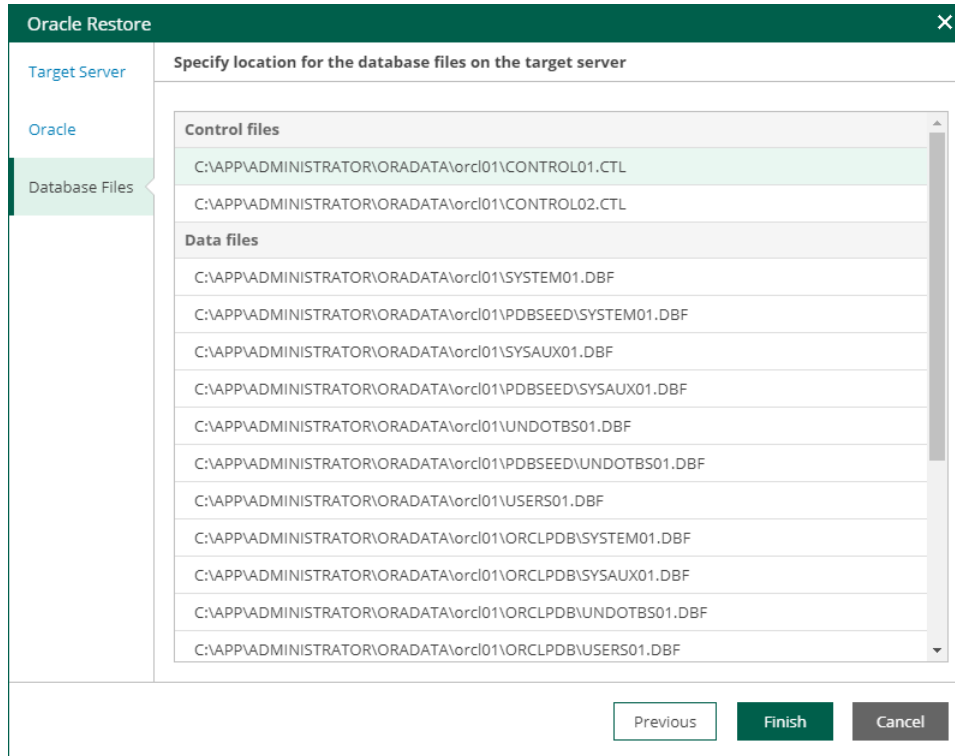 Oracle Restore
Target Server
Oracle
Database Files
Specify location for the database files on the target server
Control files
C:\APP\ADMINISTRATOR\ORADATA\orcl01\CONTROL01.CTL
C:\APP\ADMINISTRATOR\ORADATA\orcl01\CONTROL02.CTL
Data files
C:\APP\ADMINISTRATOR\ORADATA\orcl01\SYSTEM01.DBF
C:\APP\ADMINISTRATOR\ORADATA\orcl01\PDBSEED\SYSTEM01.DBF
C:\APP\ADMINISTRATOR\ORADATA\orcl01\SYSAUX01.DBF
C:\APP\ADMINISTRATOR\ORADATA\orcl01\PDBSEED\SYSAUX01.DBF
C:\APP\ADMINISTRATOR\ORADATA\orcl01\UNDOTBS01.DBF
C:\APP\ADMINISTRATOR\ORADATA\orcl01\PDBSEED\UNDOTBS01.DBF
C:\APP\ADMINISTRATOR\ORADATA\orcl01\USERS01.DBF
C:\APP\ADMINISTRATOR\ORADATA\orcl01\ORCLPDB\SYSTEM01.DBF
C:\APP\ADMINISTRATOR\ORADATA\orcl01\ORCLPDB\SYSAUX01.DBF
C:\APP\ADMINISTRATOR\ORADATA\orcl01\ORCLPDB\UNDOTBS01.DBF
C:\APP\ADMINISTRATOR\ORADATA\orcl01\ORCLPDB\USERS01.DBF
Previous
Finish
Cancel